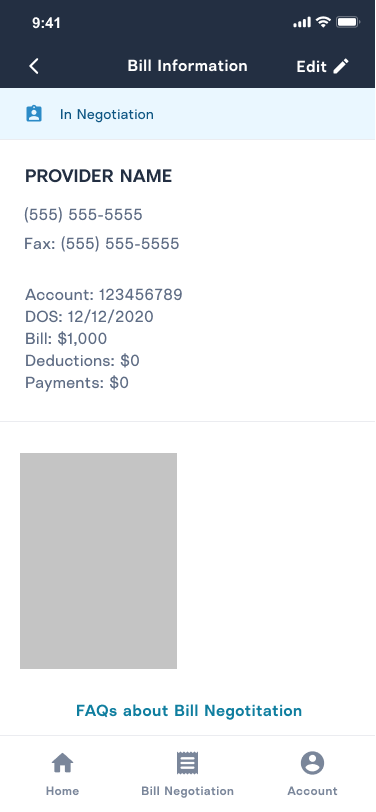 9:41
Bill Information
Edit
In Negotiation
PROVIDER NAME
(555) 555-5555
Fax: (555) 555-5555
Account: 123456789
DOS: 12/12/2020
Bill: $1,000
Deductions: $0
Payments: $0
FAQs about Bill Negotitation
Home
Bill Negotiation
Account